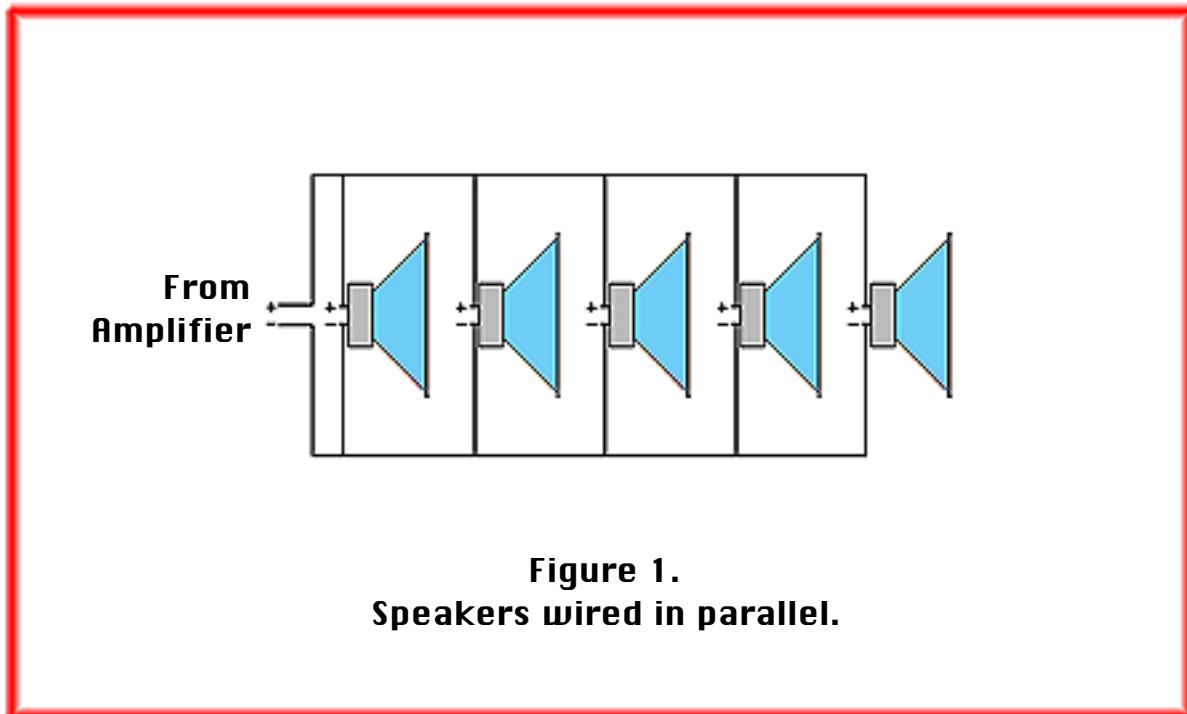 From
Amplifier
+ + + + + +
- - - - - -
Figure 1.
Speakers wired in parallel.